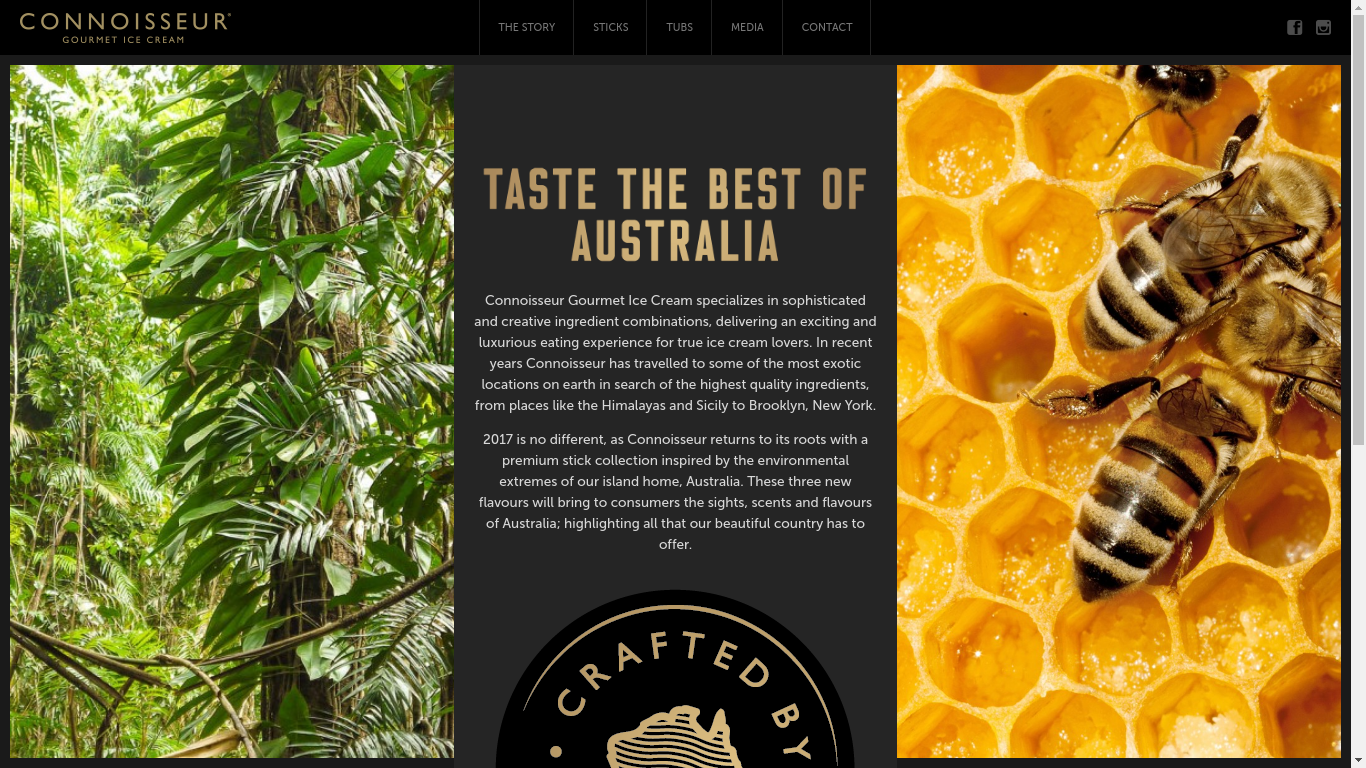 CONNOISSEUR®
GOURMET ICE CREAM
THE STORY
STICKS
TUBS
MEDIA
CONTACT
TASTE THE BEST OF
AUSTRALIA
Connoisseur Gourmet Ice Cream specializes in sophisticated
and creative ingredient combinations, delivering an exciting and
luxurious eating experience for true ice cream lovers. In recent
years Connoisseur has travelled to some of the most exotic
locations on earth in search of the highest quality ingredients,
from places like the Himalayas and Sicily to Brooklyn, New York.
2017 is no different, as Connoisseur returns to its roots with a
premium stick collection inspired by the environmental
extremes of our island home, Australia. These three new
flavours will bring to consumers the sights, scents and flavours
of Australia; highlighting all that our beautiful country has to
offer.
• CRAFTED BY